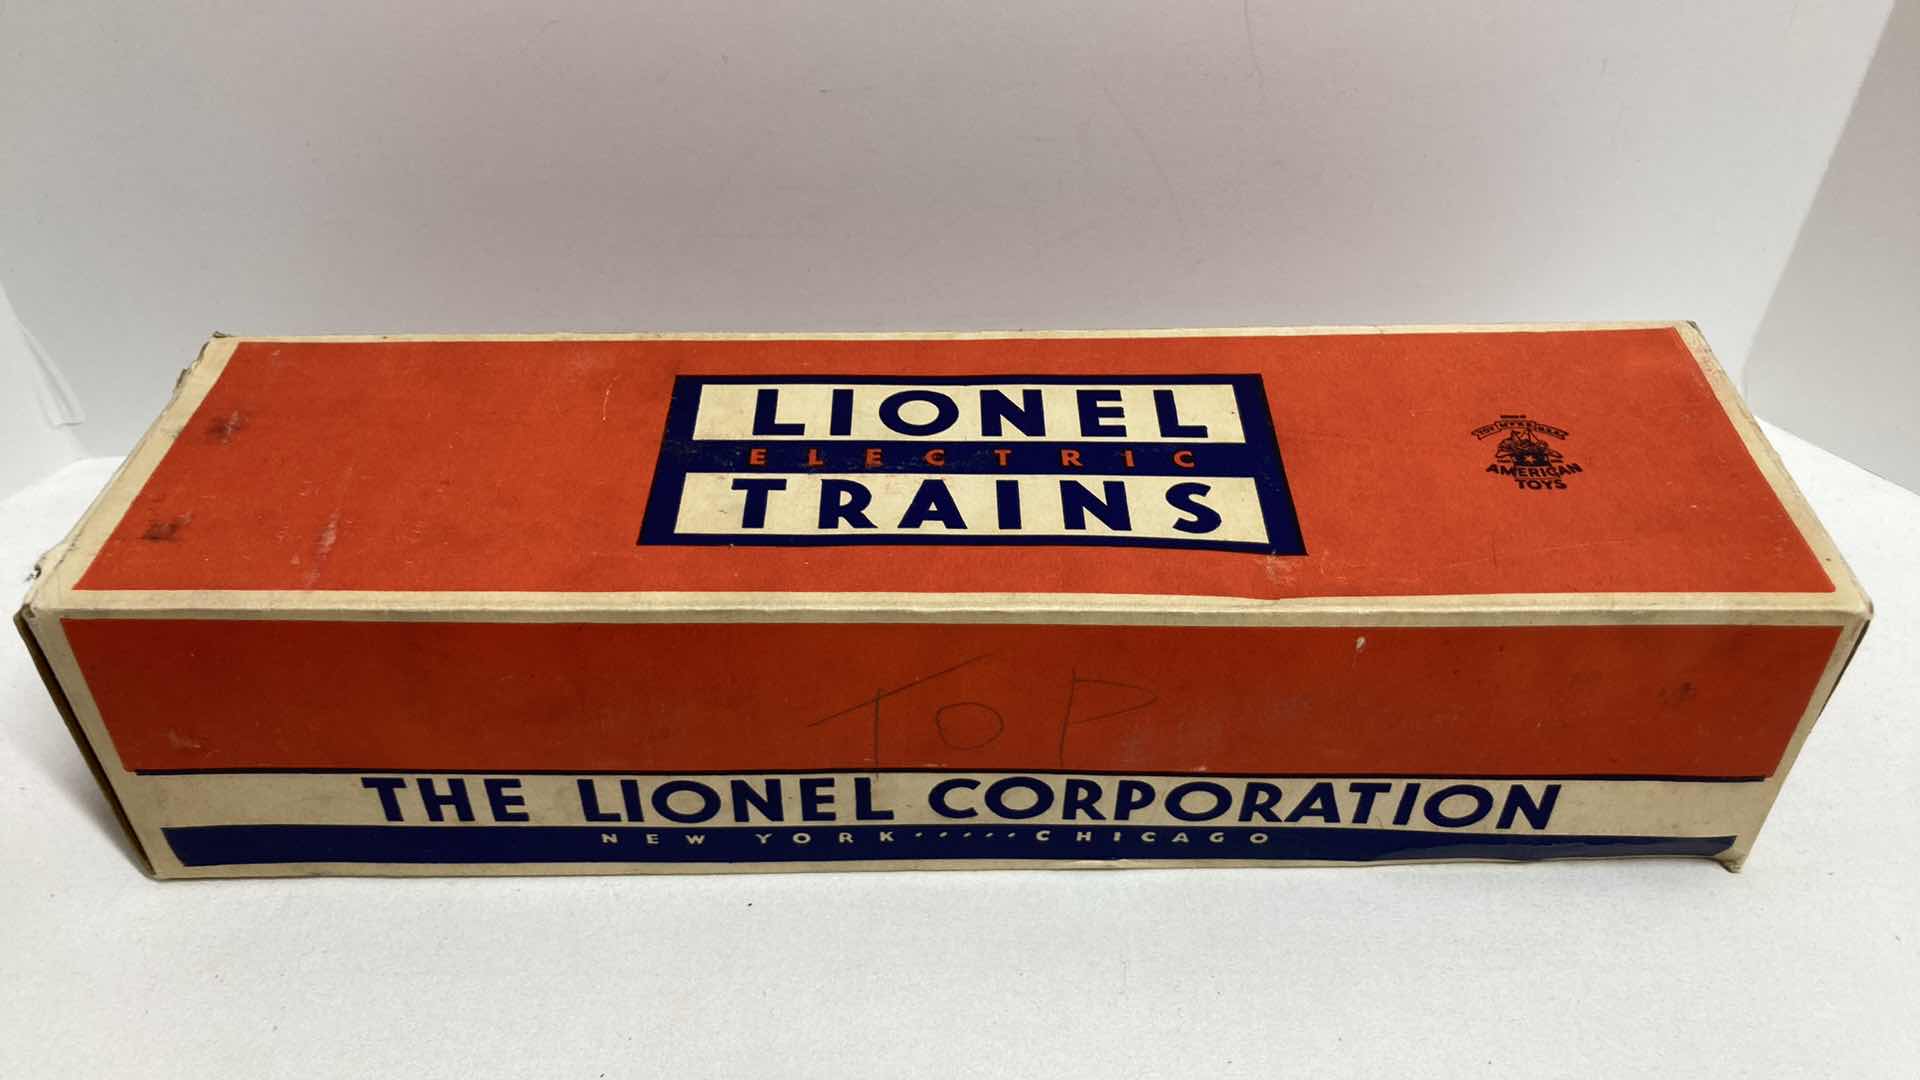 LIONEL
ELECTRIC
TRAINS
AMERICAN
TOYS
TOP
THE LIONEL CORPORATION
NEW YORK · · · · · · CHICAGO